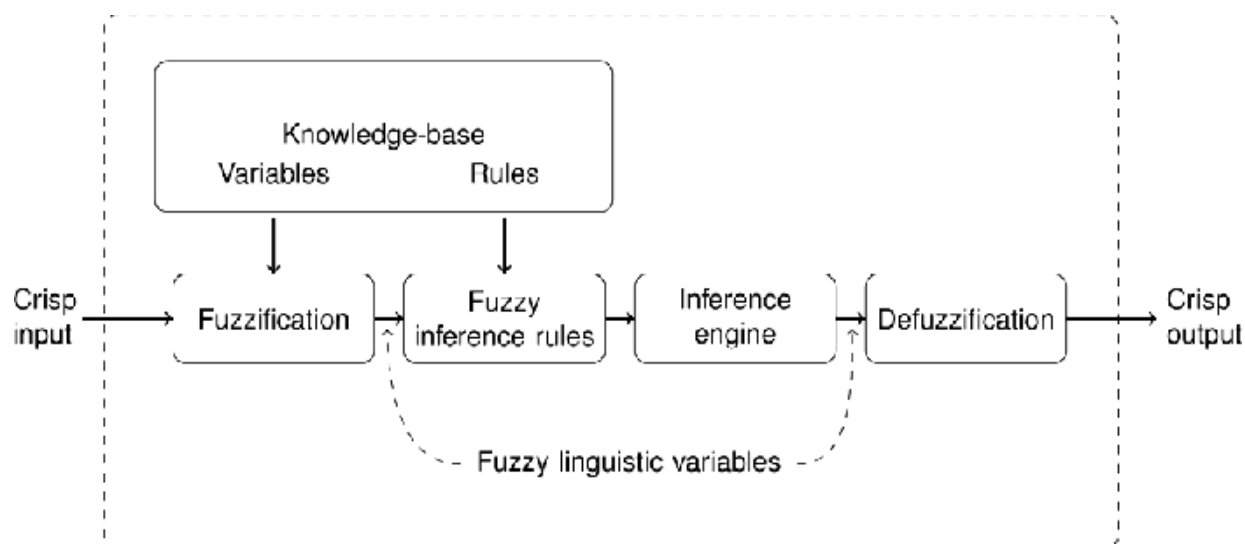 Knowledge-base
Variables
Rules
Crisp
input
Fuzzification
Fuzzy
inference rules
Inference
engine
Defuzzification
Crisp
output
Fuzzy linguistic variables